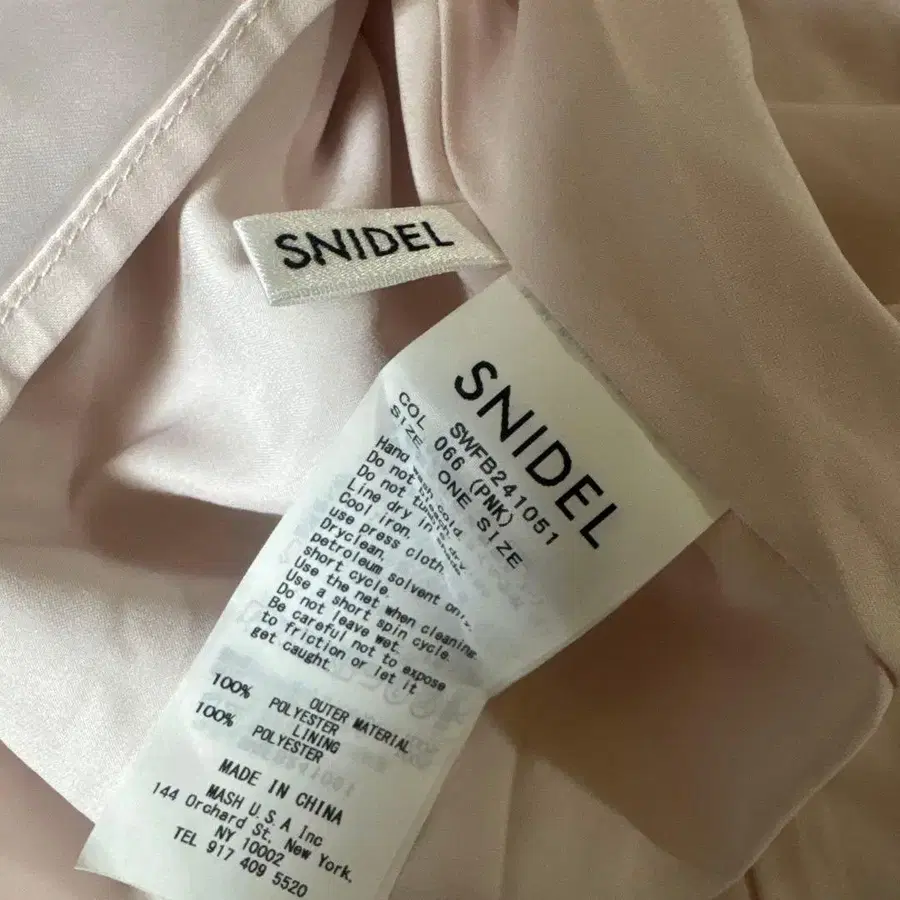 SNIDEL
SNIDEL
SWFB241051
COL 066 (PNK)
SIZE ONE SIZE
Hand wash cold.
Do not bleach.
Do not tumble dry.
Line dry in shade
Cool iron.
use press cloth.
Dryclean.
petroleum solvent only.
short cycle.
Use the net when cleaning.
Use a short spin cycle.
Do not leave wet.
Be careful not to expose
to friction or let it
get caught.
OUTER MATERIAL
100% POLYESTER
LINING
100% POLYESTER
MADE IN CHINA
MASH U.S.A Inc
144 Orchard St. New York.
NY 10002
TEL 917 409 5520